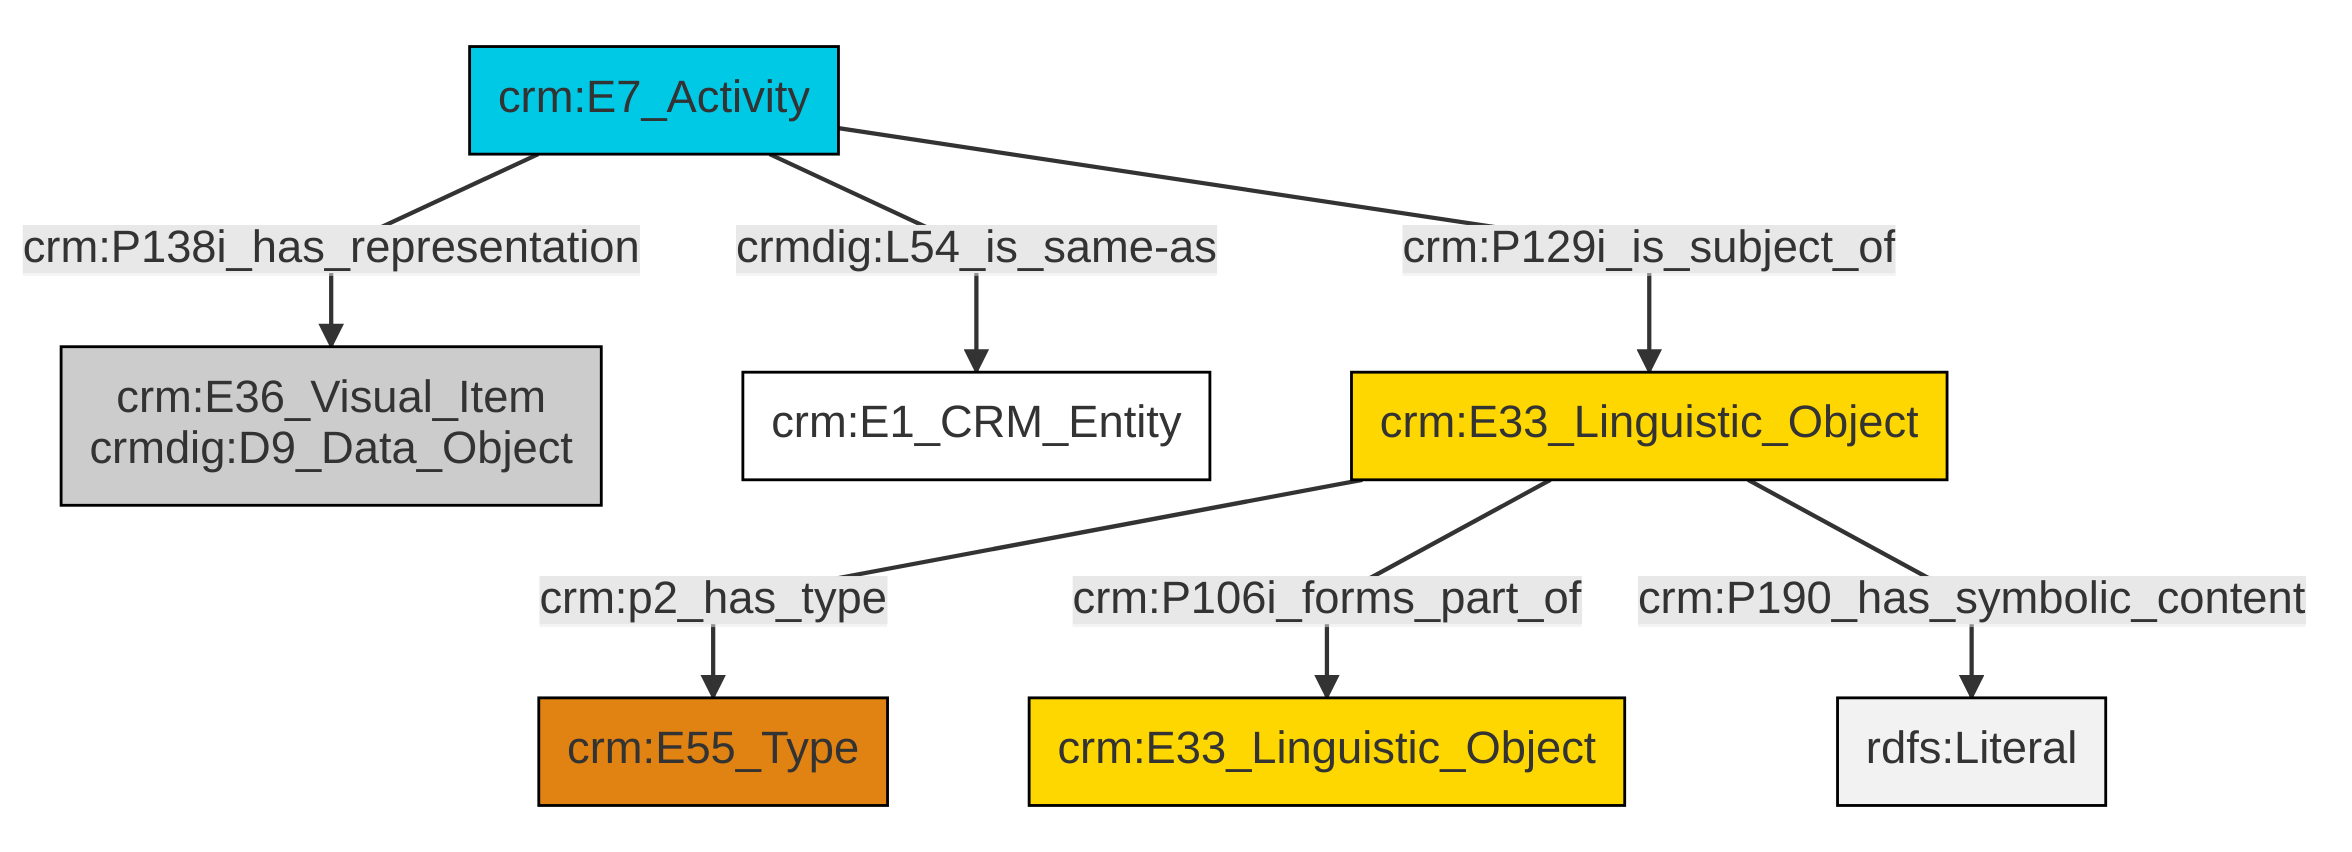 crm:E7_Activity
crm:P138i_has_representation
crmdig:L54_is_same-as
crm:P129i_is_subject_of
crm:E36_Visual_Item
crmdig:D9_Data_Object
crm:E1_CRM_Entity
crm:E33_Linguistic_Object
crm:p2_has_type
crm:P106i_forms_part_of
crm:P190_has_symbolic_content
crm:E55_Type
crm:E33_Linguistic_Object
rdfs:Literal